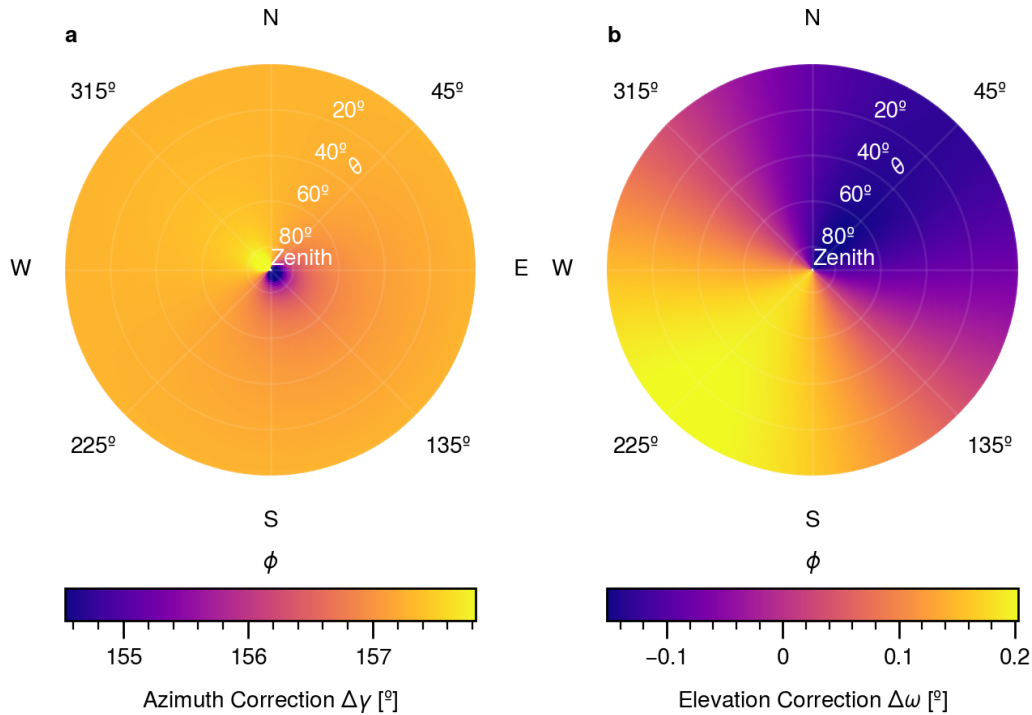 a
N
315º
45º
20º
40º
θ
60º
80º
Zenith
W
E
225º
135º
S
ϕ
155
156
157
Azimuth Correction Δγ [º]
b
N
315º
45º
20º
40º
θ
60º
80º
Zenith
W
225º
135º
S
ϕ
−0.1
0
0.1
0.2
Elevation Correction Δω [º]